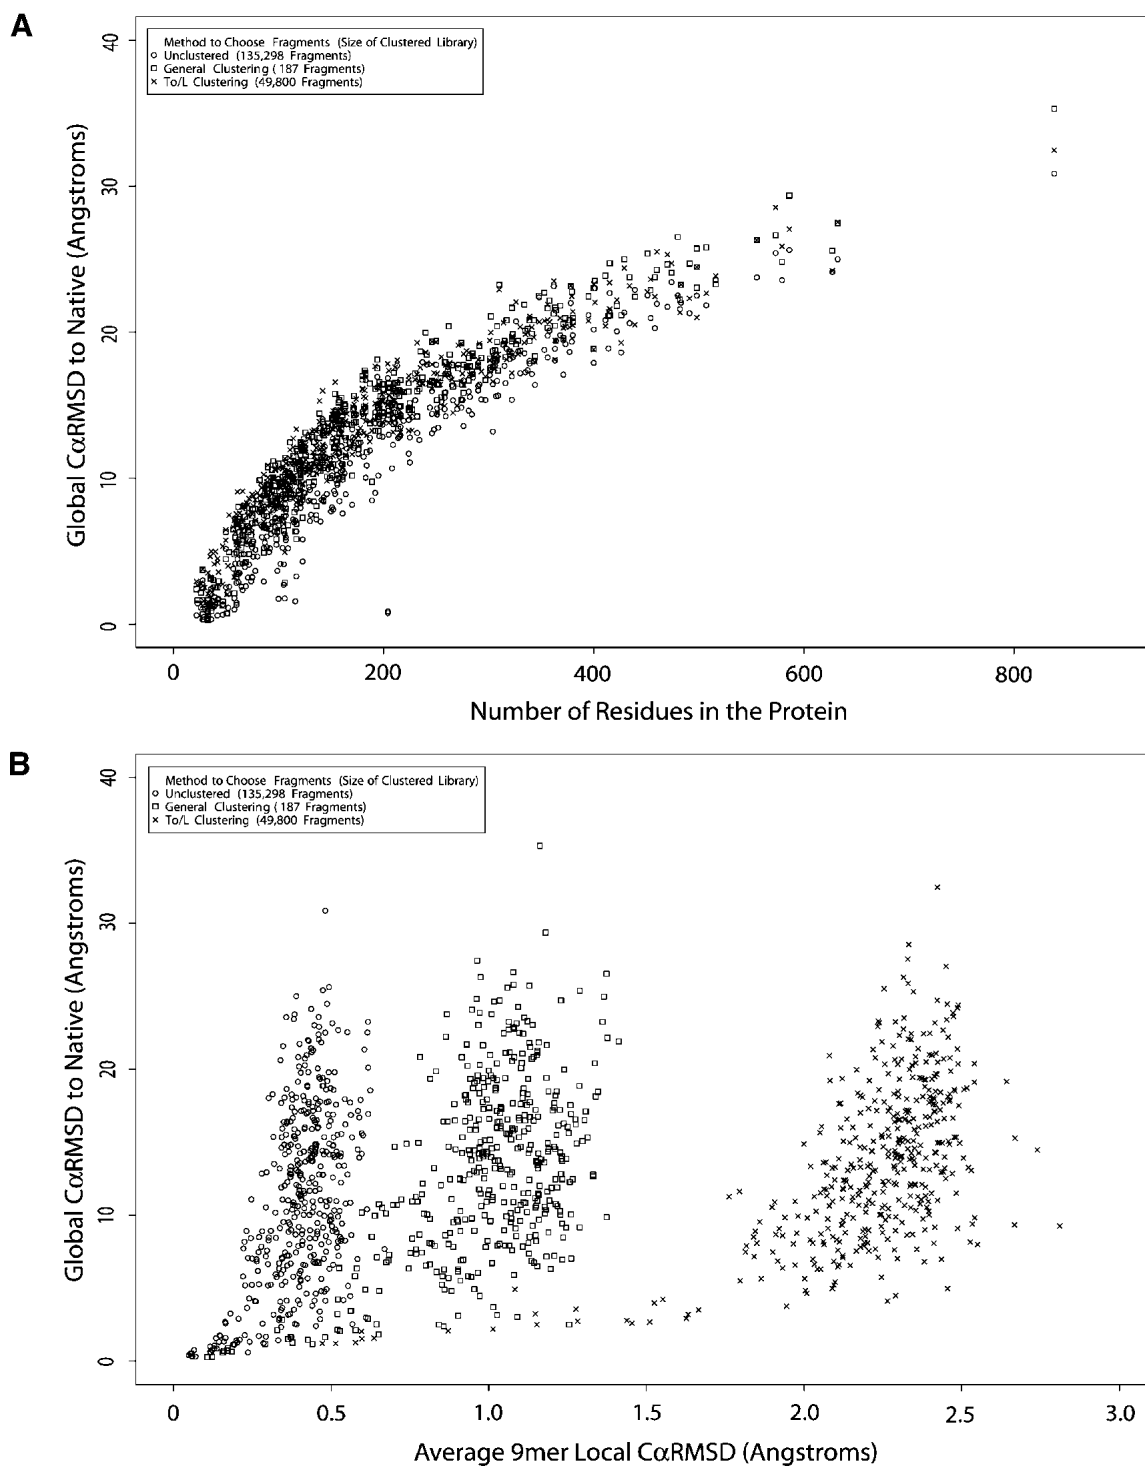 A
Method to Choose Fragments (Size of Clustered Library)
Unclustered (135,298 Fragments)
General Clustering (187 Fragments)
To/L Clustering (49,800 Fragments)
40
30
20
10
0
Global CαRMSD to Native (Angstroms)
0 200 400 600 800
Number of Residues in the Protein
B
Method to Choose Fragments (Size of Clustered Library)
Unclustered (135,298 Fragments)
General Clustering (187 Fragments)
To/L Clustering (49,800 Fragments)
40
30
20
10
0
Global CαRMSD to Native (Angstroms)
0 0.5 1.0 1.5 2.0 2.5 3.0
Average 9mer Local CαRMSD (Angstroms)